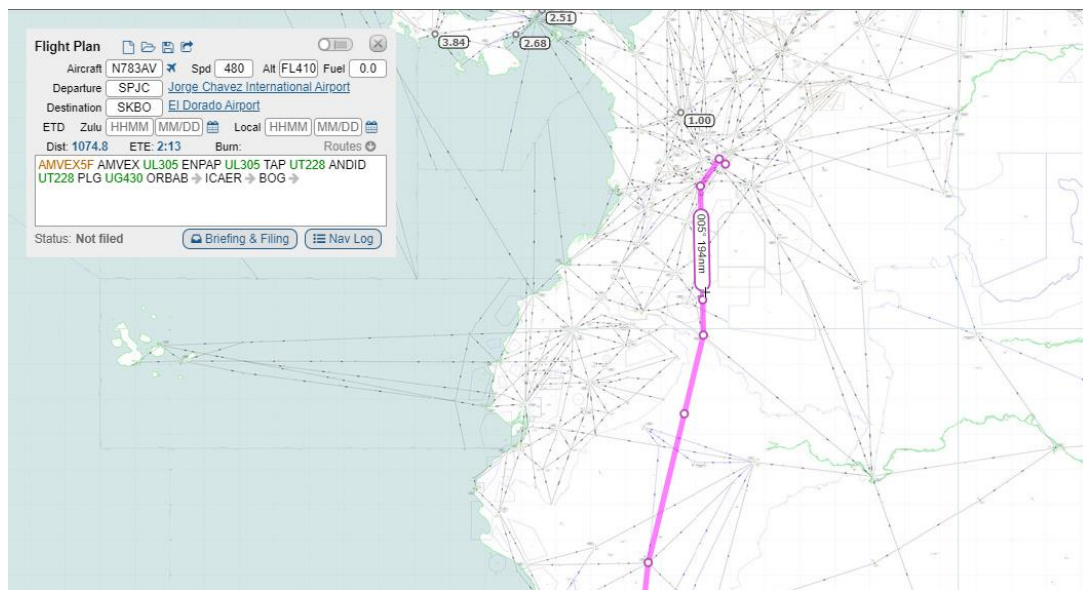 2.51
3.84
2.68
1.00
Flight Plan
Aircraft N783AV Spd 480 Alt FL410 Fuel 0.0
Departure SPJC Jorge Chavez International Airport
Destination SKBO El Dorado Airport
ETD Zulu HHMM MM/DD Local HHMM MM/DD
Dist: 1074.8 ETE: 2:13 Burn: Routes
AMVEX5F AMVEX UL305 ENPAP UL305 TAP UT228 ANDID
UT228 PLG UG430 ORBAB → ICAER → BOG →
Status: Not filed Briefing & Filing Nav Log
005° 194nm